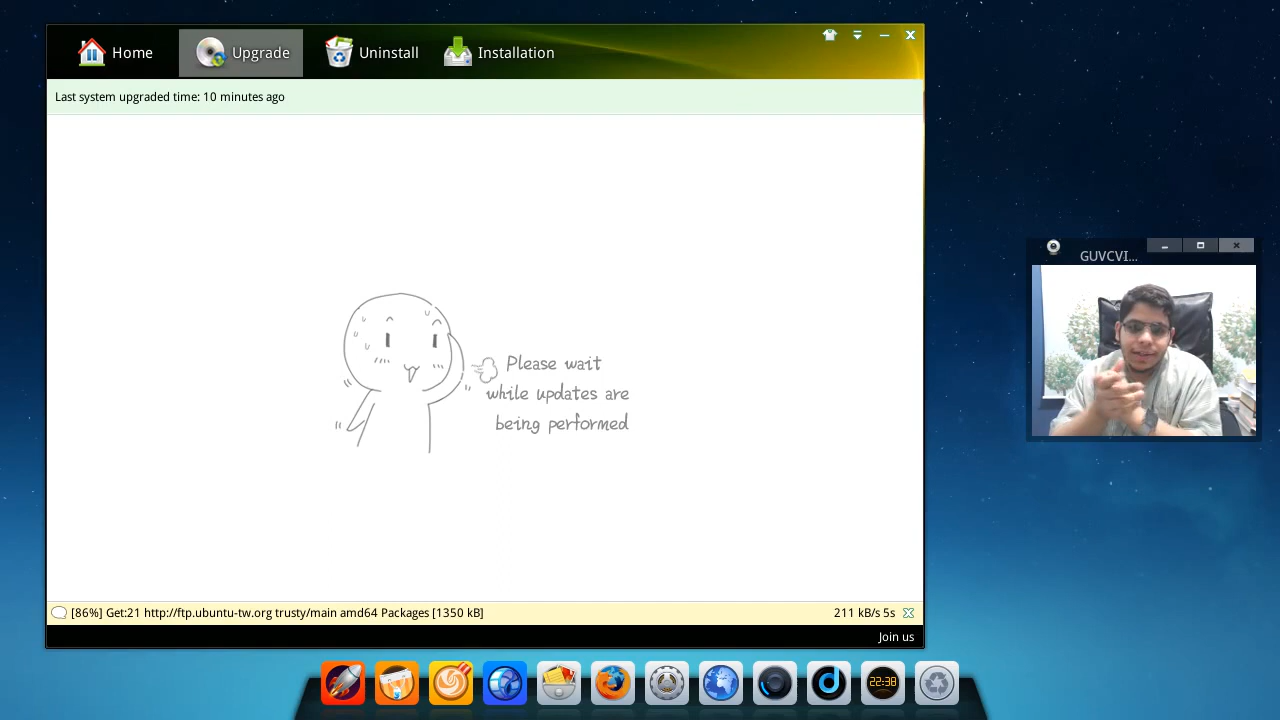 Home
Upgrade
Uninstall
Installation
Last system upgraded time: 10 minutes ago
Please wait
while updates are
being performed
GUVCVI...
[86%] Get:21 http://ftp.ubuntu-tw.org trusty/main amd64 Packages [1350 kB]
211 kB/s 5s
Join us
22:38